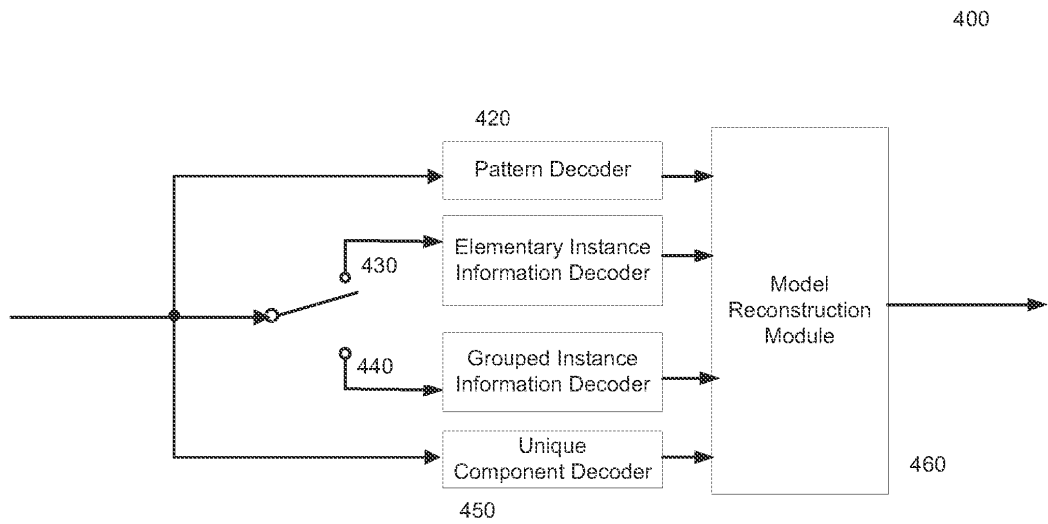 400
420
Pattern Decoder
430
Elementary Instance
Information Decoder
Model
Reconstruction
Module
440
Grouped Instance
Information Decoder
Unique
Component Decoder
450
460